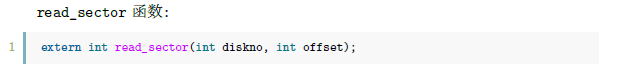 read_sector 函数:
1 extern int read_sector(int diskno, int offset);